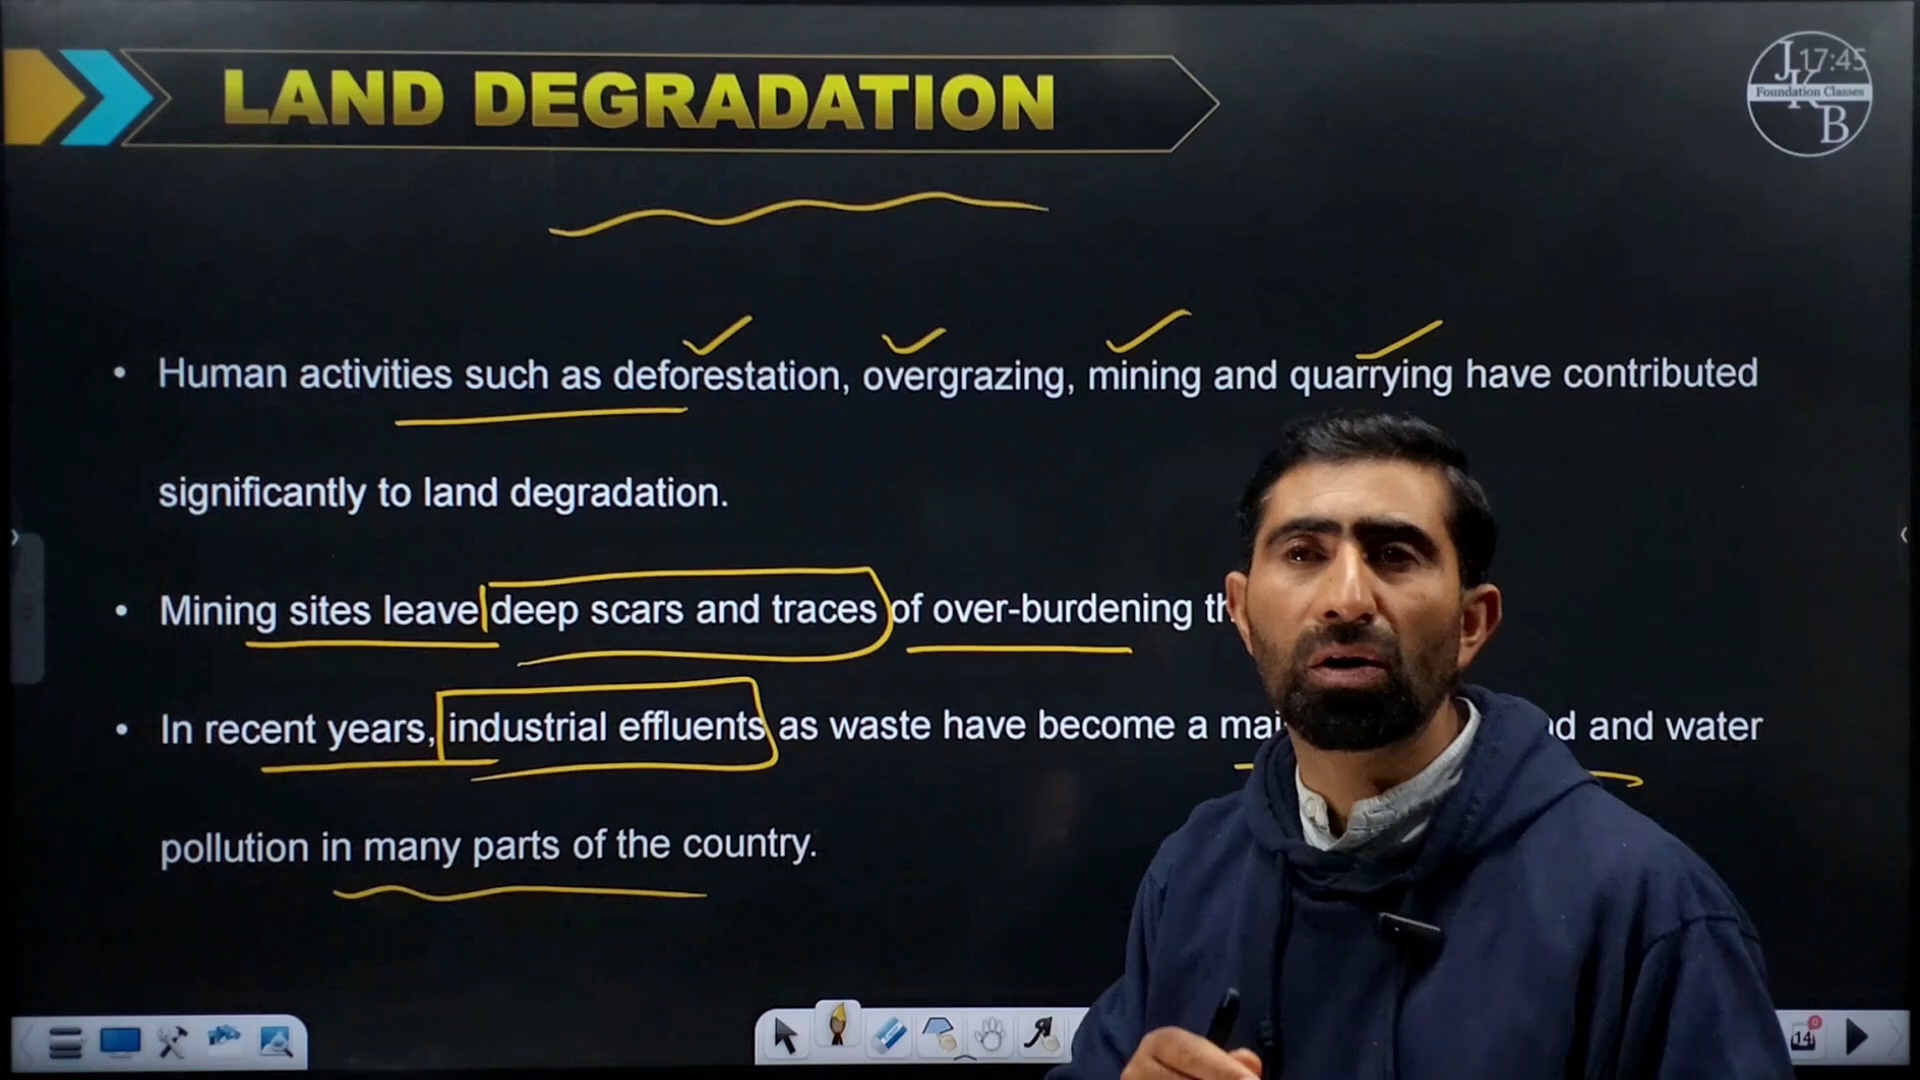 LAND DEGRADATION
J 17:45
K
Foundation Classes
B
• Human activities such as deforestation, overgrazing, mining and quarrying have contributed
significantly to land degradation.
• Mining sites leave deep scars and traces of over-burdening
• In recent years, industrial effluents as waste have become a and water
pollution in many parts of the country.
0
14